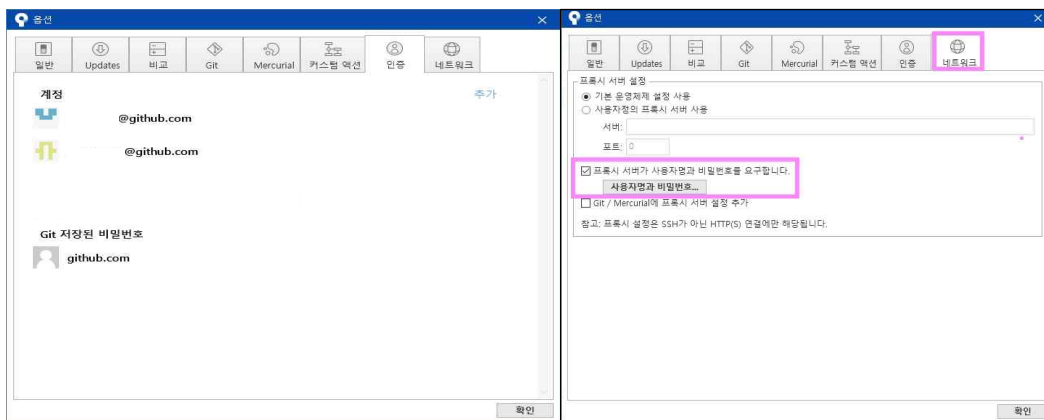 옵션
일반 Updates 비교 Git Mercurial 커스텀 액션 인증 네트워크
계정 추가
@github.com
@github.com
Git 저장된 비밀번호
github.com
확인
옵션
일반 Updates 비교 Git Mercurial 커스텀 액션 인증 네트워크
프록시 서버 설정
기본 운영체제 설정 사용
사용자정의 프록시 서버 사용
서버:
포트: 0
프록시 서버가 사용자명과 비밀번호를 요구합니다.
사용자명과 비밀번호...
Git / Mercurial에 프록시 서버 설정 추가
참고: 프록시 설정은 SSH가 아닌 HTTP(S) 연결에만 해당됩니다.
확인